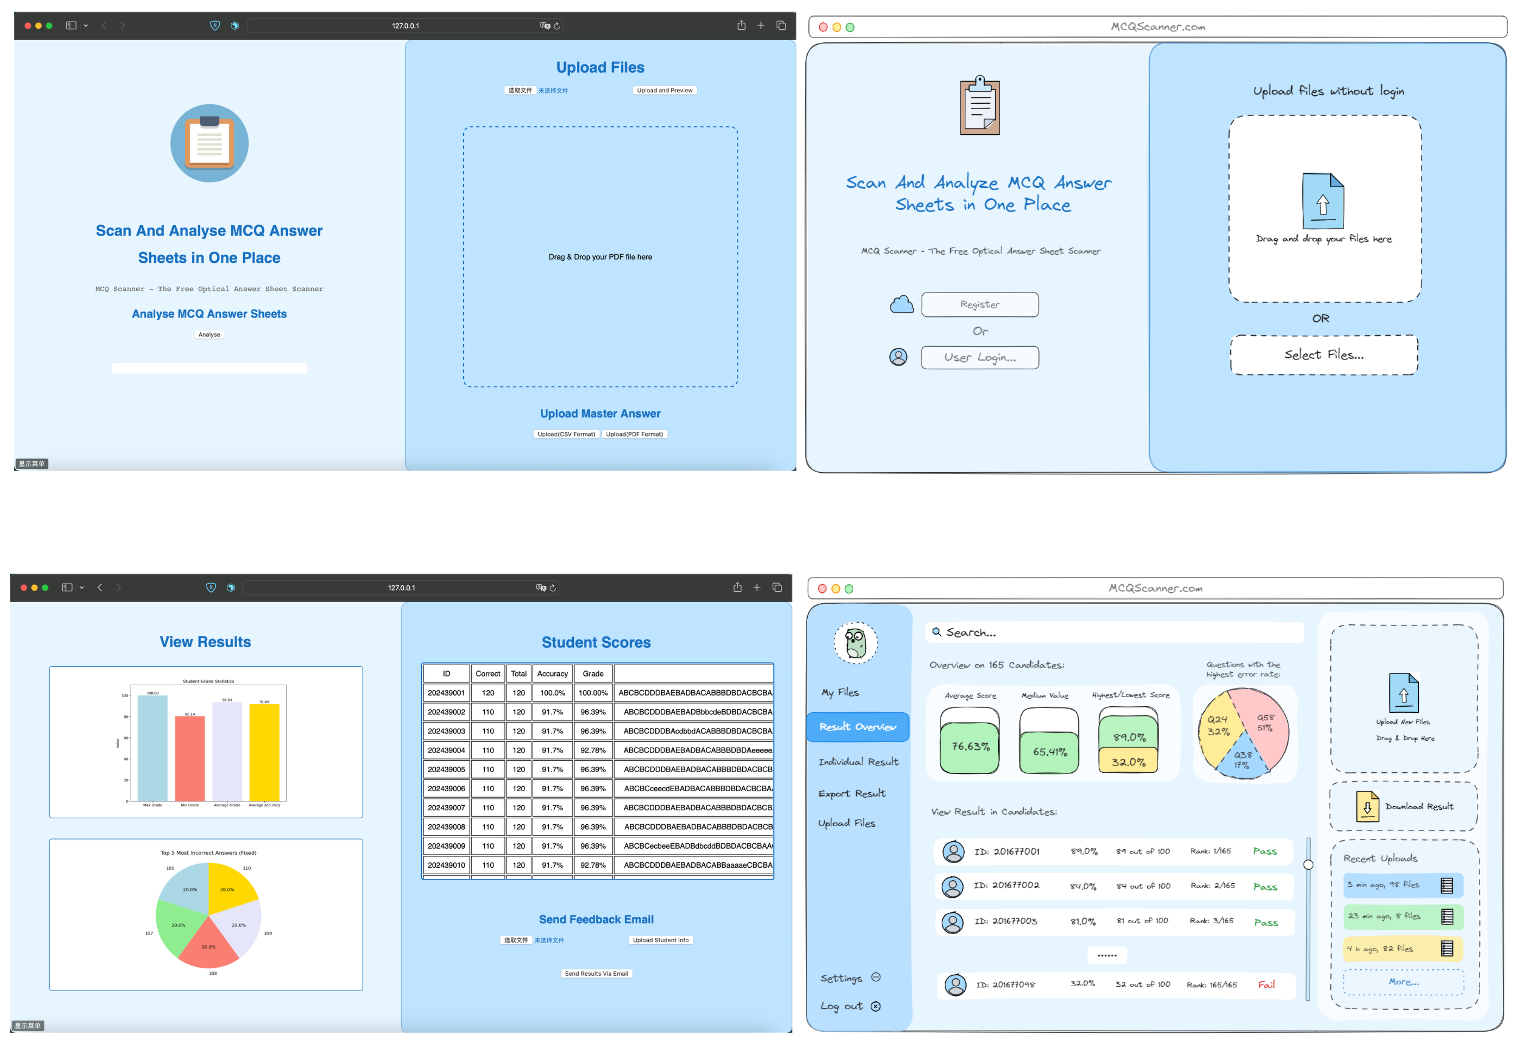 127.0.0.1
Scan And Analyse MCQ Answer
Sheets in One Place
MCQ Scanner – The Free Optical Answer Sheet Scanner
Analyse MCQ Answer Sheets
Analyse
显示菜单
Upload Files
选取文件 未选择文件
Upload and Preview
Drag & Drop your PDF file here
Upload Master Answer
Upload(CSV Format) Upload(PDF Format)
MCQScanner.com
Scan And Analyze MCQ Answer
Sheets in One Place
MCQ Scanner - The Free Optical Answer Sheet Scanner
Register
Or
User Login...
Upload files without login
Drag and drop your files here
OR
Select Files...
127.0.0.1
View Results
Student Grade Statistics
100.00
80.34
93.64
91.69
100
80
60
40
20
0
Value
Max Grade Min Grade Average Grade Average Accuracy
Top 5 Most Incorrect Answers (Fixed)
106 110
20.0% 20.0%
20.0% 20.0%
107 109
20.0%
108
显示菜单
Student Scores
ID Correct Total Accuracy Grade
202439001 120 120 100.0% 100.00% ABCBCDDDBAEBADACABBBDBDACBCBA
202439002 110 120 91.7% 96.39% ABCBCDDDBAEBADBbbcdeBDBDACBCBA
202439003 110 120 91.7% 96.39% ABCBCDDDBAcdbbdACABBBDBDACBCBA
202439004 110 120 91.7% 92.78% ABCBCDDDBAEBADBACABBBDBDAeeeee
202439005 110 120 91.7% 96.39% ABCBCDDDBAEBADBACABBBDBDACBCB
202439006 110 120 91.7% 96.39% ABCBCceecdEBADBACABBBDBDACBCB
202439007 110 120 91.7% 96.39% ABCBCDDDBAEBADBACABBBDBDACBCB
202439008 110 120 91.7% 96.39% ABCBCDDDBAEBADBACABBBDBDACBCB
202439009 110 120 91.7% 96.39% ABCBCecbeeEBADBdbcddBDBDACBCBAA
202439010 110 120 91.7% 92.78% ABCBCDDDBAEBADBACABBaaaaeCBCBA
Send Feedback Email
选取文件 未选择文件
Upload Student Info
Send Results Via Email
MCQScanner.com
My Files
Result Overview
Individual Result
Export Result
Upload Files
Settings
Log out
Search...
Overview on 165 Candidates:
Average Score Medium Value Highest/Lowest Score
76.63% 65.41% 89.0%
32.0%
Questions with the
highest error rate:
Q24
32%
Q58
51%
Q38
17%
View Result in Candidates:
ID: 201677001 89.0% 89 out of 100 Rank: 1/165 Pass
ID: 201677002 84.0% 84 out of 100 Rank: 2/165 Pass
ID: 201677003 81.0% 81 out of 100 Rank: 3/165 Pass
......
ID: 201677098 32.0% 32 out of 100 Rank: 165/165 Fail
Upload New Files
Drag & Drop Here
Download Result
Recent Uploads
3 min ago, 98 files
23 min ago, 8 files
4 h ago, 82 files
More...